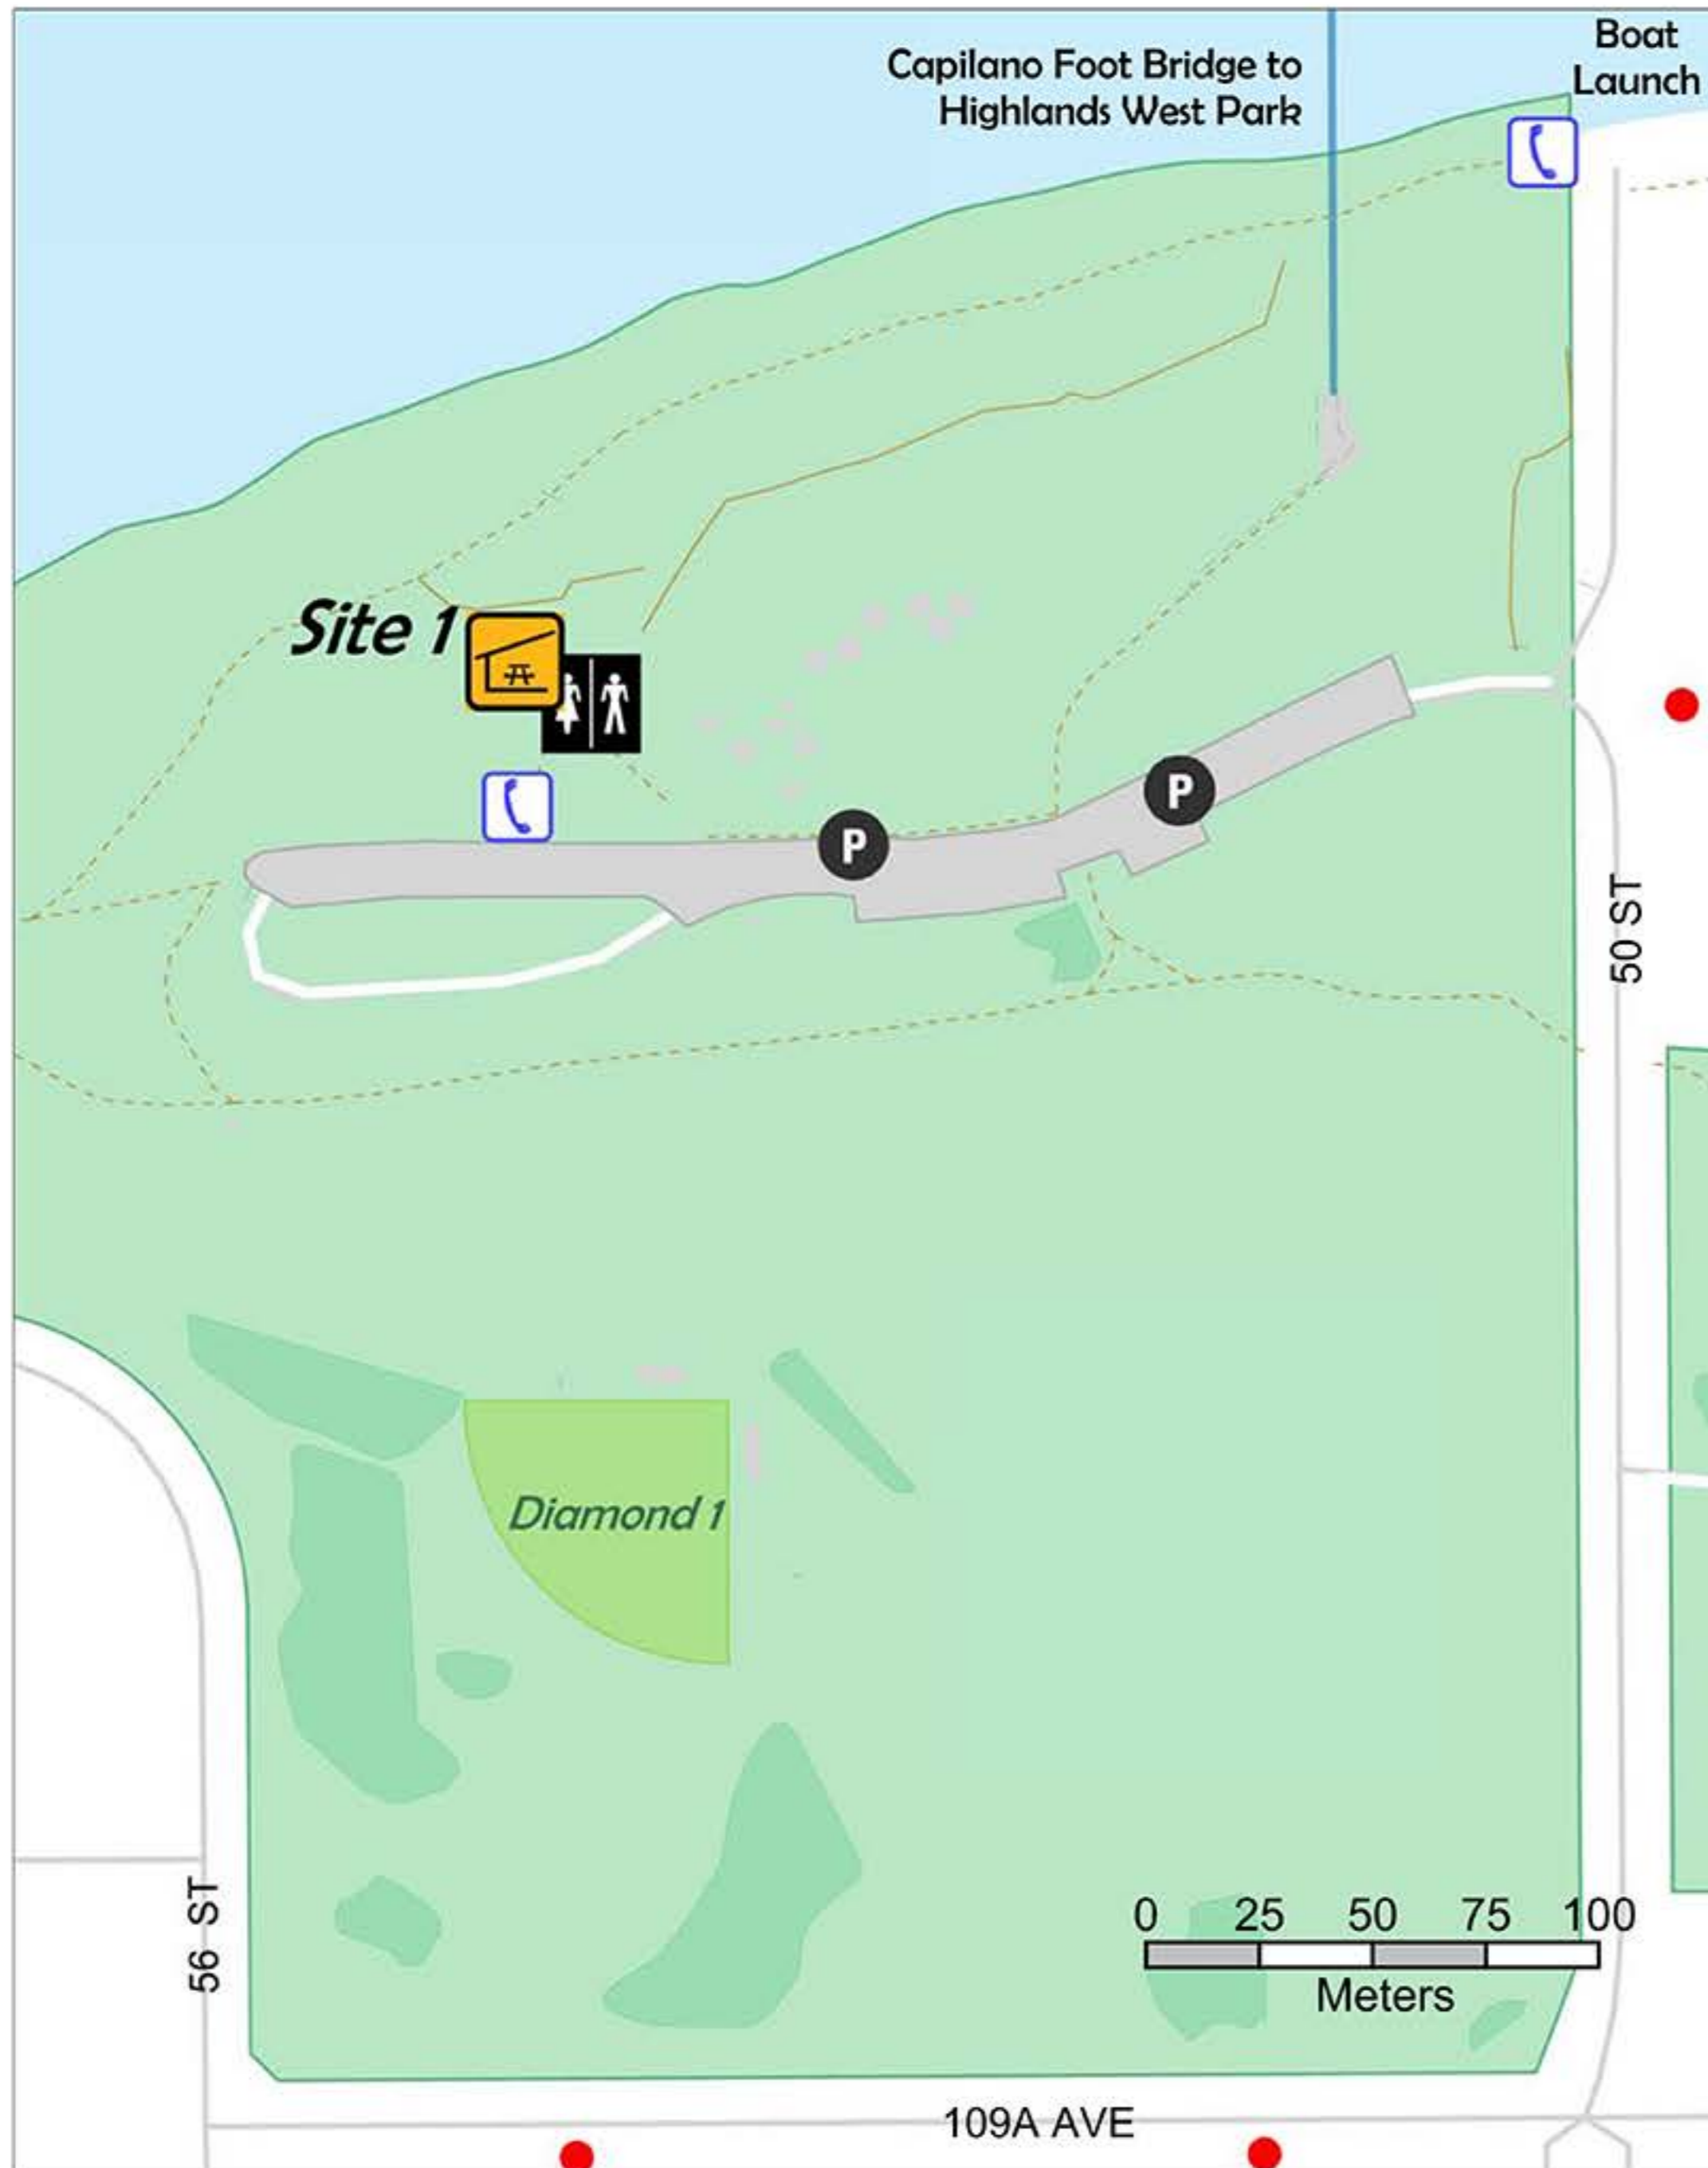 Boat
Launch
Capilano Foot Bridge to
Highlands West Park
Site 1
P
P
50 ST
Diamond 1
56 ST
0 25 50 75 100
Meters
109A AVE